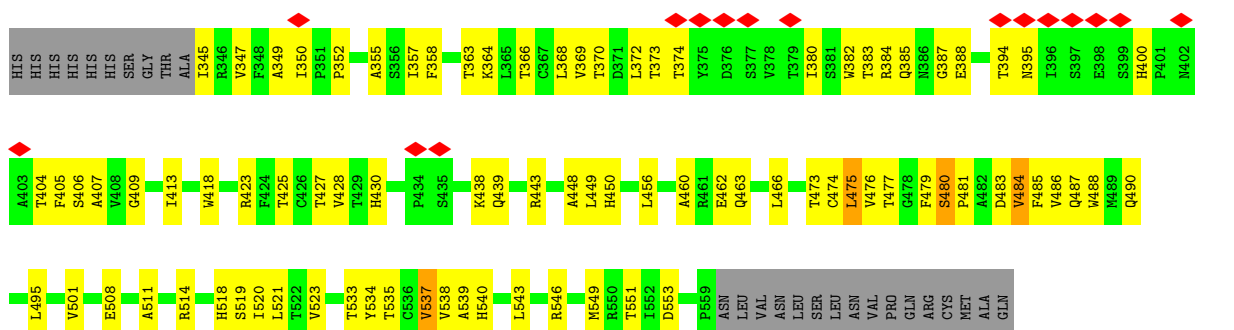 HIS HIS HIS HIS HIS HIS SER GLY THR ALA I345 R346 V347 F348 A349 I350 P351 P352 A355 S356 I357 F358 T363 K364 L365 T366 C367 L368 V369 T370 D371 L372 T373 T374 Y375 D376 S377 V378 T379 I380 S381 W382 T383 R384 Q385 N386 G387 E388 T394 N395 I396 S397 E398 S399 H400 P401 N402
A403 T404 F405 S406 A407 V408 G409 I413 W418 R423 F424 T425 C426 T427 V428 T429 H430 P434 S435 K438 Q439 R443 A448 L449 H450 L456 A460 R461 E462 Q463 L466 T473 C474 L475 V476 T477 G478 F479 S480 P481 A482 D483 V484 F485 V486 Q487 W488 M489 Q490
L495 V501 E508 A511 R514 H518 S519 I520 L521 T522 V523 T533 Y534 T535 C536 V537 V538 A539 H540 L543 R546 M549 R550 T551 I552 D553 P559 ASN LEU VAL ASN LEU SER LEU ASN VAL PRO GLN ARG CYS MET ALA GLN